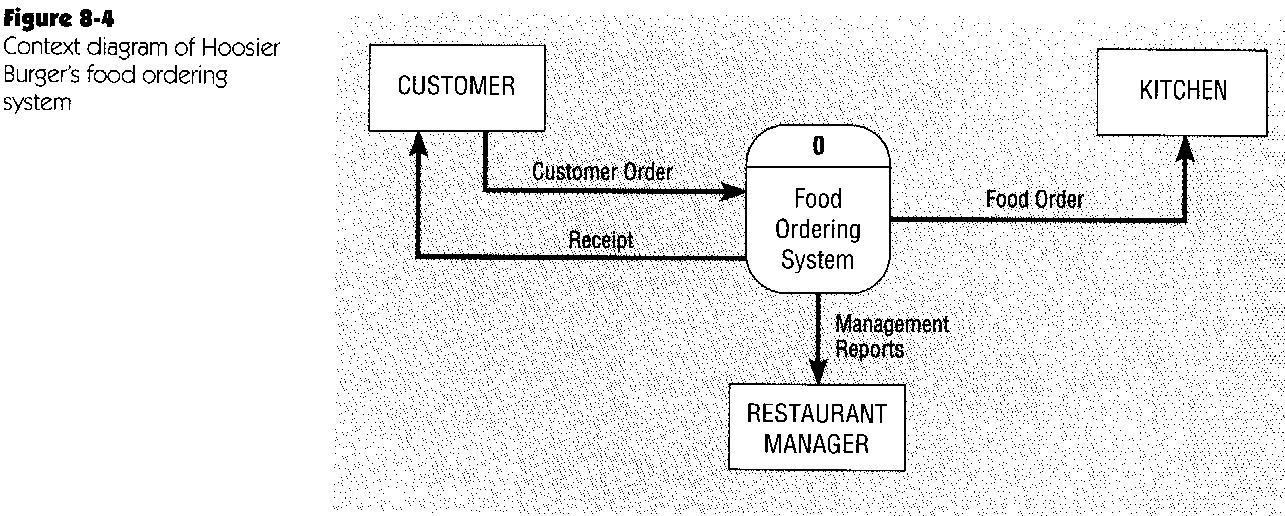 Figure 8-4
Context diagram of Hoosier
Burger's food ordering
system
CUSTOMER
KITCHEN
0
Customer Order
Food
Ordering
System
Food Order
Receipt
Management
Reports
RESTAURANT
MANAGER